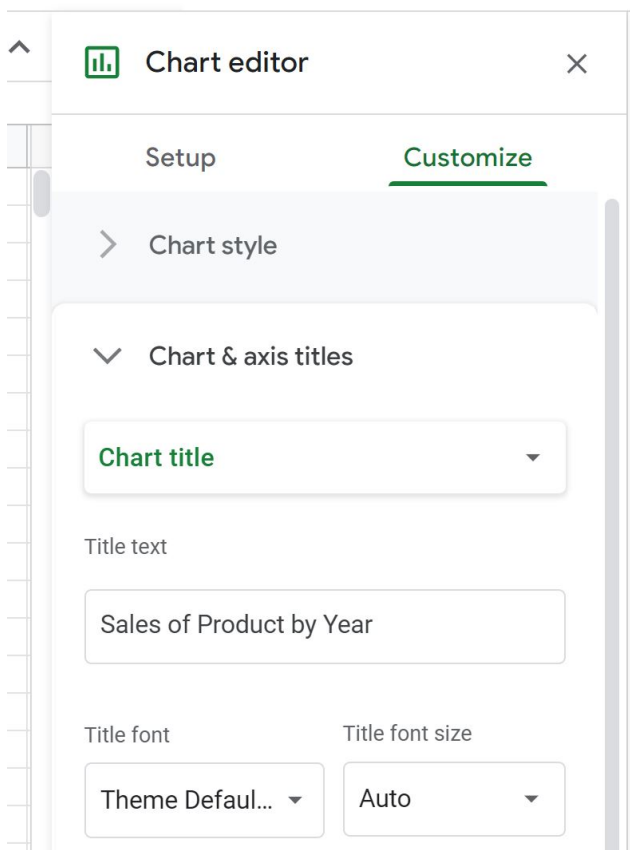 Chart editor
Setup Customize
Chart style
Chart & axis titles
Chart title
Title text
Sales of Product by Year
Title font Title font size
Theme Defaul... Auto